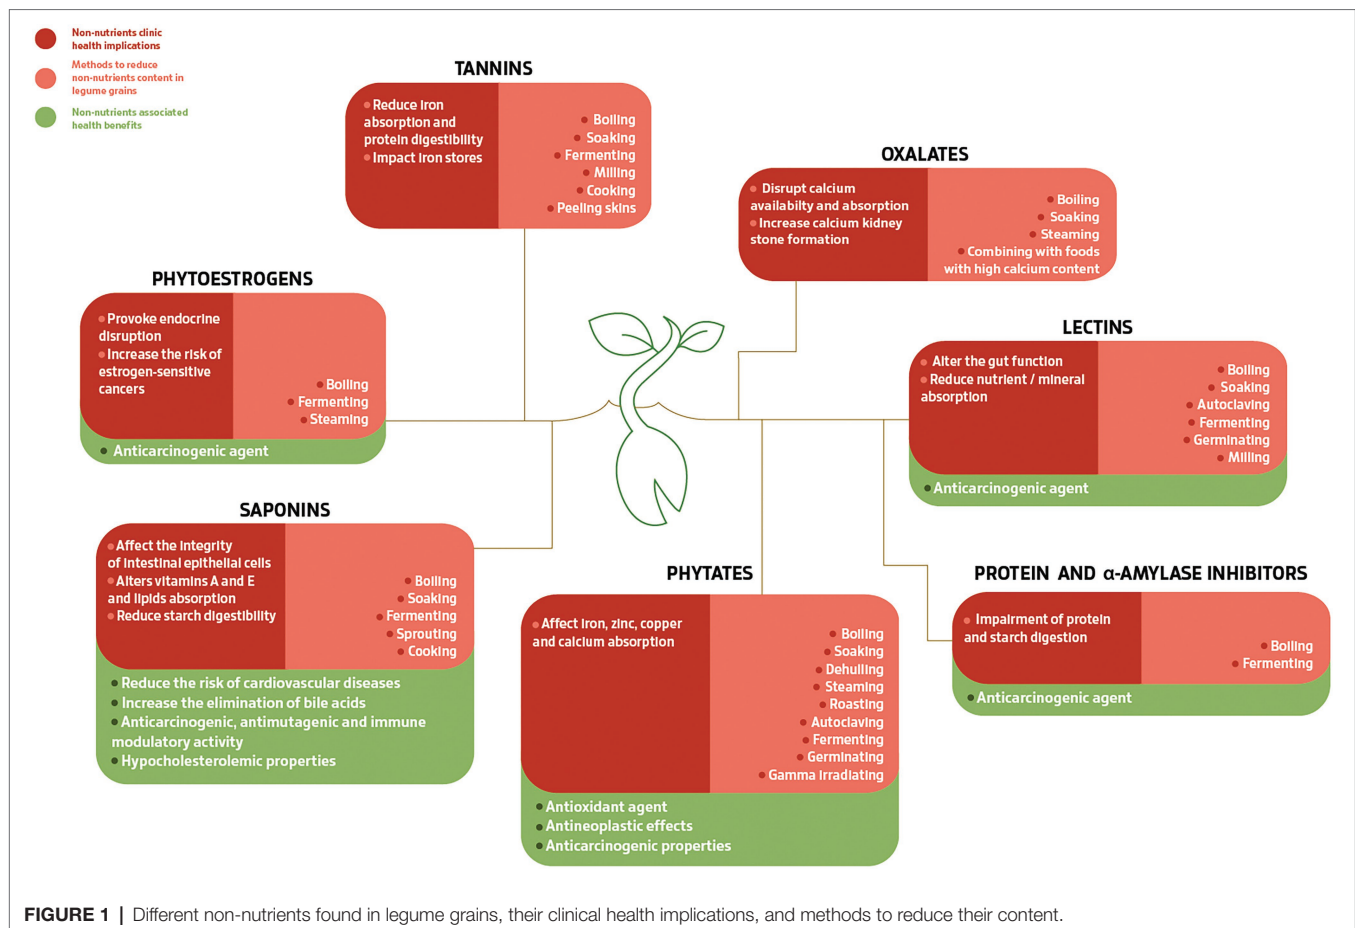 Non-nutrients clinic
health implications
Methods to reduce
non-nutrients content in
legume grains
Non-nutrients associated
health benefits
TANNINS
• Reduce iron
absorption and
protein digestibility
• Impact iron stores
• Boiling
• Soaking
• Fermenting
• Milling
• Cooking
• Peeling skins
OXALATES
• Disrupt calcium
availabilty and absorption
• Increase calcium kidney
stone formation
• Boiling
• Soaking
• Steaming
• Combining with foods
with high calcium content
PHYTOESTROGENS
• Provoke endocrine
disruption
• Increase the risk of
estrogen-sensitive
cancers
• Boiling
• Fermenting
• Steaming
• Anticarcinogenic agent
LECTINS
• Alter the gut function
• Reduce nutrient / mineral
absorption
• Boiling
• Soaking
• Autoclaving
• Fermenting
• Germinating
• Milling
• Anticarcinogenic agent
SAPONINS
• Affect the integrity
of intestinal epithelial cells
• Alters vitamins A and E
and lipids absorption
• Reduce starch digestibility
• Boiling
• Soaking
• Fermenting
• Sprouting
• Cooking
• Reduce the risk of cardiovascular diseases
• Increase the elimination of bile acids
• Anticarcinogenic, antimutagenic and immune
modulatory activity
• Hypocholesterolemic properties
PHYTATES
• Affect iron, zinc, copper
and calcium absorption
• Boiling
• Soaking
• Dehulling
• Steaming
• Roasting
• Autoclaving
• Fermenting
• Germinating
• Gamma irradiating
• Antioxidant agent
• Antineoplastic effects
• Anticarcinogenic properties
PROTEIN AND α-AMYLASE INHIBITORS
• Impairment of protein
and starch digestion
• Boiling
• Fermenting
• Anticarcinogenic agent
FIGURE 1 | Different non-nutrients found in legume grains, their clinical health implications, and methods to reduce their content.